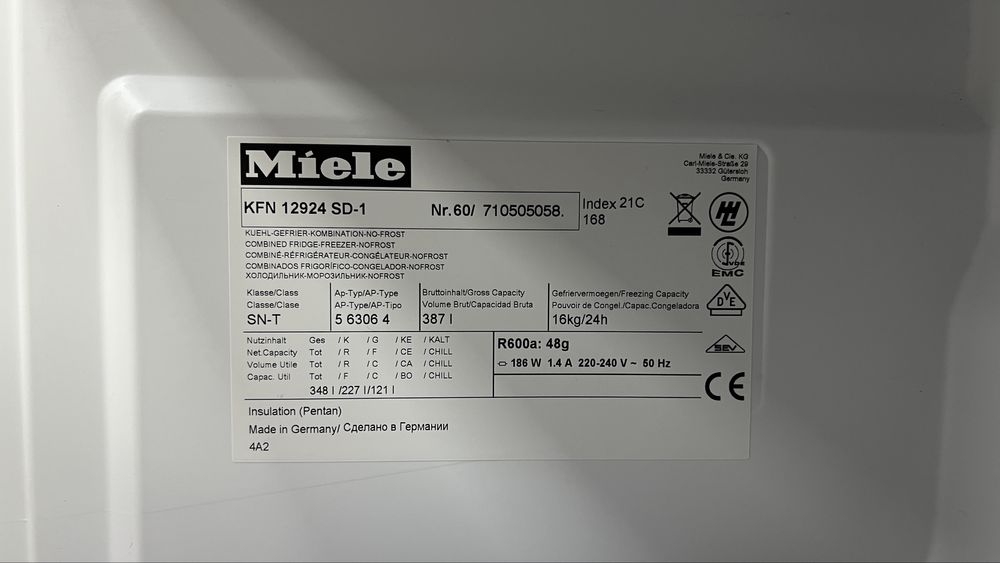 Miele
Miele & Cie. KG
Carl-Miele-Straße 29
33332 Gütersloh
Germany
KFN 12924 SD-1 Nr.60/ 710505058.
Index 21C
168
KUEHL-GEFRIER-KOMBINATION-NO-FROST
COMBINED FRIDGE-FREEZER-NOFROST
COMBINÉ-RÉFRIGÉRATEUR-CONGÉLATEUR-NOFROST
COMBINADOS FRIGORÍFICO-CONGELADOR-NOFROST
ХОЛОДИЛЬНИК-МОРОЗИЛЬНИК-NOFROST
VDE
EMC
Klasse/Class Ap-Typ/AP-Type Bruttoinhalt/Gross Capacity Gefriervermoegen/Freezing Capacity
Classe/Clase AP-Type/AP-Tipo Volume Brut/Capacidad Bruta Pouvoir de Congel./Capac.Congeladora
SN-T 5 6306 4 387 l 16kg/24h
DVE
Nutzinhalt Ges / K / G / KE / KALT
Net.Capacity Tot / R / F / CE / CHILL
Volume Utile Tot / R / C / CA / CHILL
Capac. Util Tot / F / C / BO / CHILL
348 l /227 l/121 l
R600a: 48g
186 W 1.4 A 220-240 V ~ 50 Hz
SEV
CE
Insulation (Pentan)
Made in Germany/ Сделано в Германии
4A2